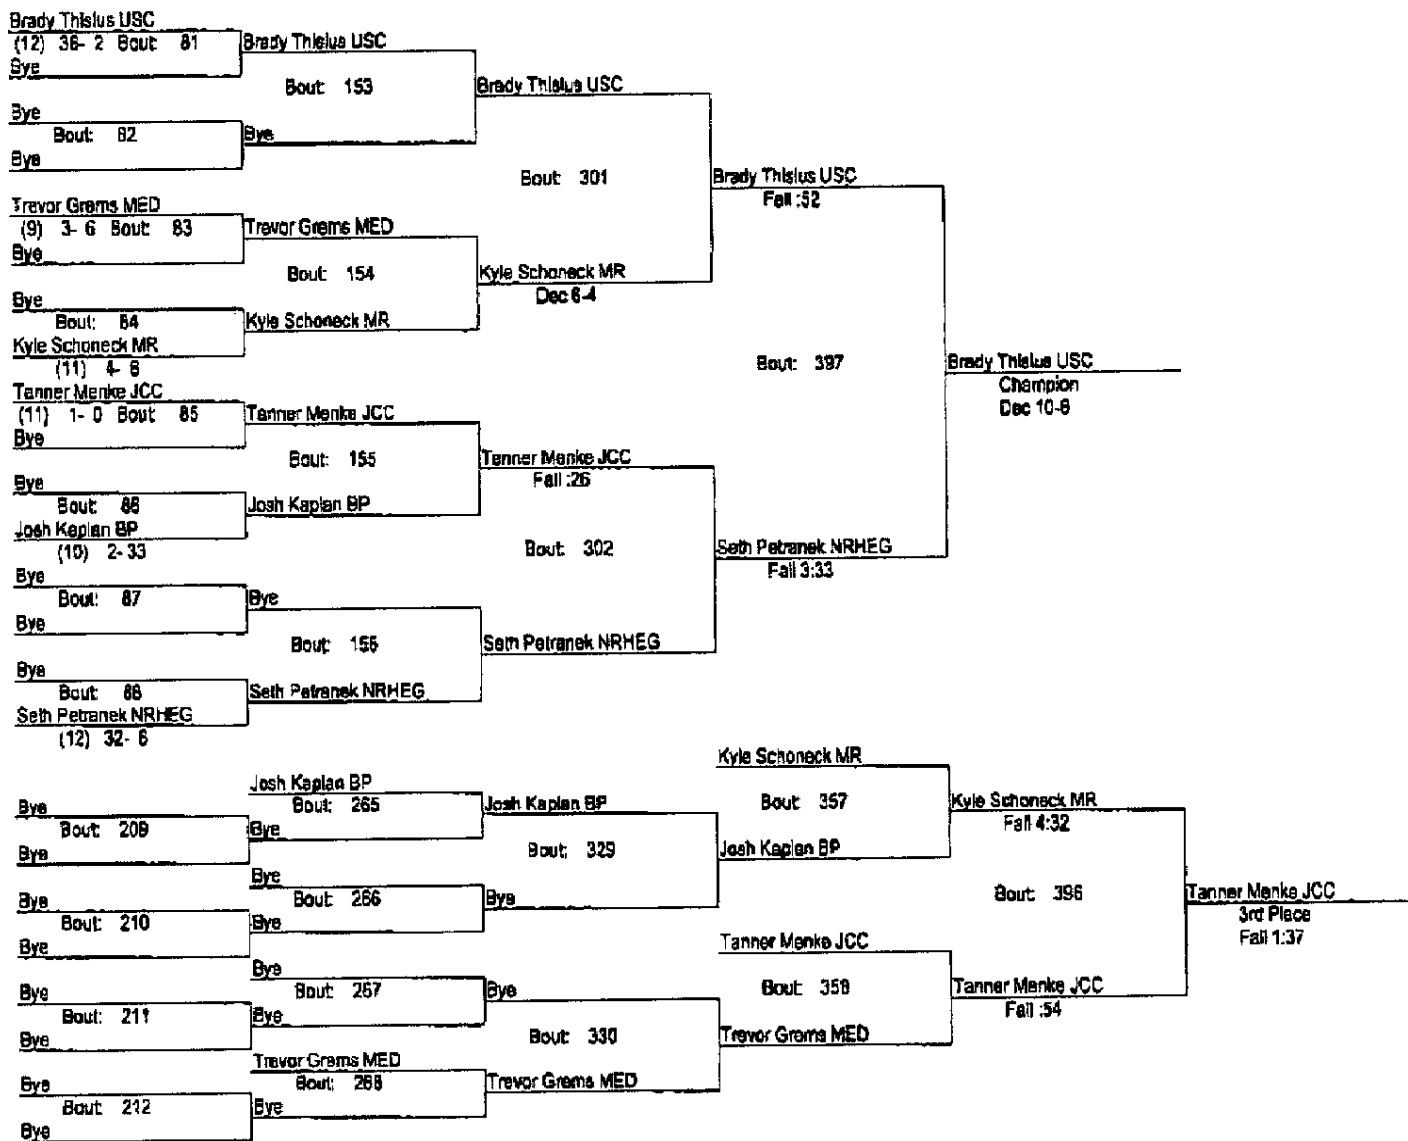 Brady Thisius USC
(12) 36- 2 Bout: 81
Bye
Brady Thisius USC
Bout: 153
Bye
Bout: 82
Bye
Bye
Brady Thisius USC
Bout: 301
Trevor Grems MED
(9) 3- 6 Bout: 83
Bye
Trevor Grems MED
Bout: 154
Bye
Bout: 84
Kyle Schoneck MR
(11) 4- 6
Kyle Schoneck MR
Kyle Schoneck MR
Dec 6-4
Brady Thisius USC
Fall :52
Bout: 397
Brady Thisius USC
Champion
Dec 10-6
Tanner Menke JCC
(11) 1- 0 Bout: 85
Bye
Tanner Menke JCC
Bout: 155
Bye
Bout: 86
Josh Kaplan BP
(10) 2- 33
Josh Kaplan BP
Tanner Menke JCC
Fall :26
Bout: 302
Bye
Bout: 87
Bye
Bye
Bout: 156
Bye
Bout: 88
Seth Petranek NRHEG
(12) 32- 6
Seth Petranek NRHEG
Seth Petranek NRHEG
Seth Petranek NRHEG
Fall 3:33
Bye
Bout: 209
Bye
Josh Kaplan BP
Bout: 265
Bye
Josh Kaplan BP
Bout: 329
Bye
Bout: 210
Bye
Bye
Bout: 266
Bye
Bye
Kyle Schoneck MR
Bout: 357
Josh Kaplan BP
Kyle Schoneck MR
Fall 4:32
Bout: 396
Tanner Menke JCC
3rd Place
Fall 1:37
Bye
Bout: 211
Bye
Bye
Bout: 267
Bye
Bye
Bout: 330
Bye
Bout: 212
Bye
Trevor Grems MED
Bout: 268
Bye
Trevor Grems MED
Tanner Menke JCC
Bout: 358
Trevor Grems MED
Tanner Menke JCC
Fall :54